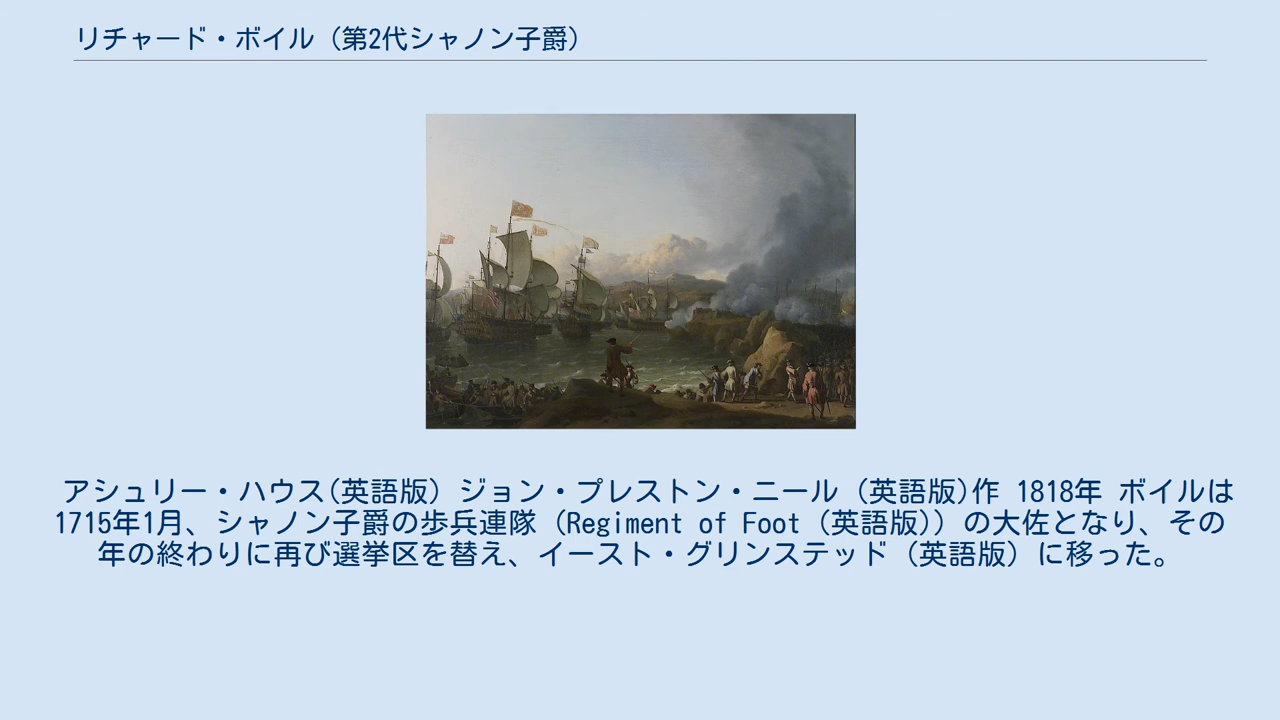 リチャード・ボイル（第2代シャノン子爵）
アシュリー・ハウス(英語版） ジョン・プレストン・ニール（英語版)作 1818年 ボイルは
1715年1月、シャノン子爵の歩兵連隊（Regiment of Foot（英語版)）の大佐となり、その
年の終わりに再び選挙区を替え、イースト・グリンステッド（英語版）に移った。